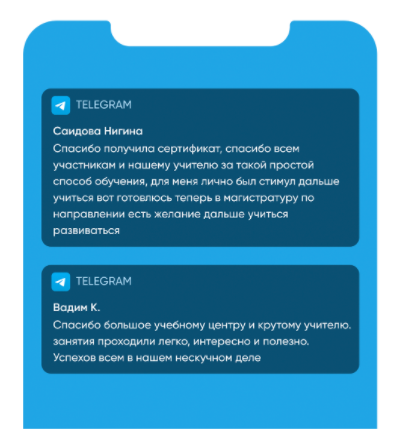 TELEGRAM
Саидова Нигина
Спасибо получила сертификат, спасибо всем
участникам и нашему учителю за такой простой
способ обучения, для меня лично был стимул дальше
учиться вот готовлюсь теперь в магистратуру по
направлении есть желание дальше учиться
развиваться
TELEGRAM
Вадим К.
Спасибо большое учебному центру и крутому учителю.
занятия проходили легко, интересно и полезно.
Успехов всем в нашем нескучном деле